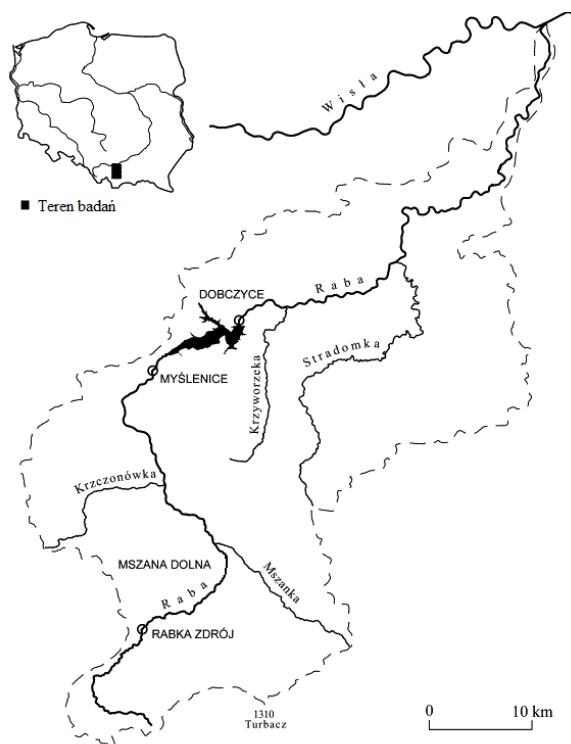 Wisła
Teren badań
Raba
DOBCZYCE
Stradomka
Krzyworzeka
MYŚLENICE
Krzczonówka
MSZANA DOLNA
Mszanka
Raba
RABKA ZDRÓJ
1310
Turbacz
0 10 km